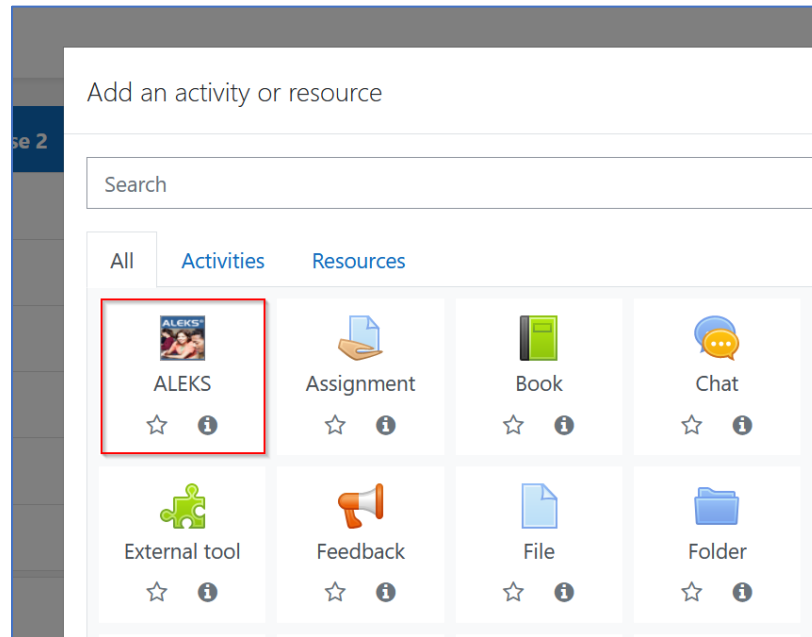 Add an activity or resource
se 2
Search
All Activities Resources
ALEKS
ALEKS Assignment Book Chat
External tool Feedback File Folder